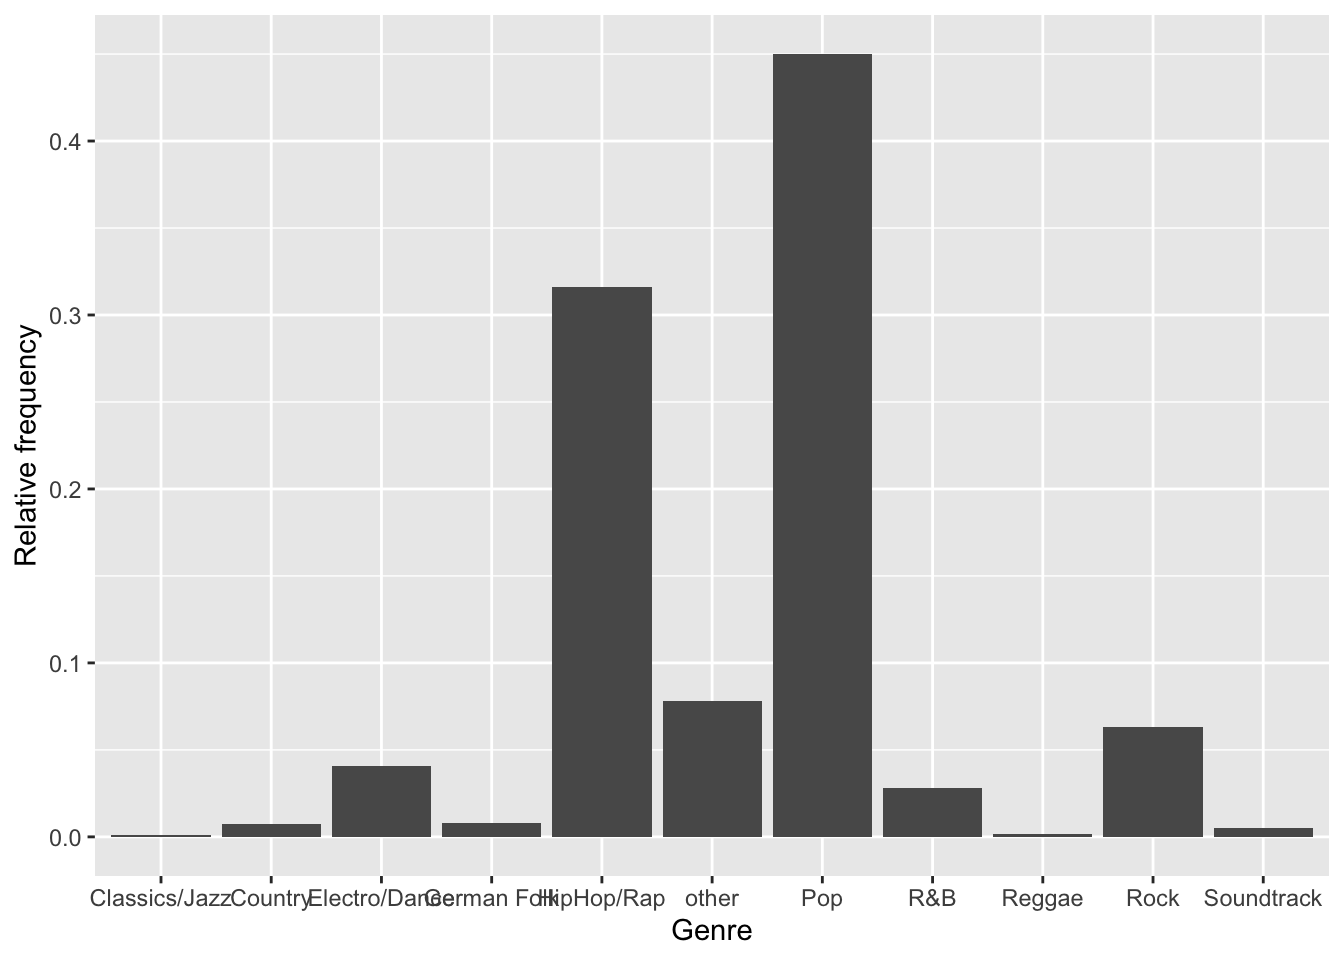 0.4
0.3
0.2
0.1
0.0
Relative frequency
Classics/Jazz Country Electro/Dance German Folk HipHop/Rap other Pop R&B Reggae Rock Soundtrack
Genre